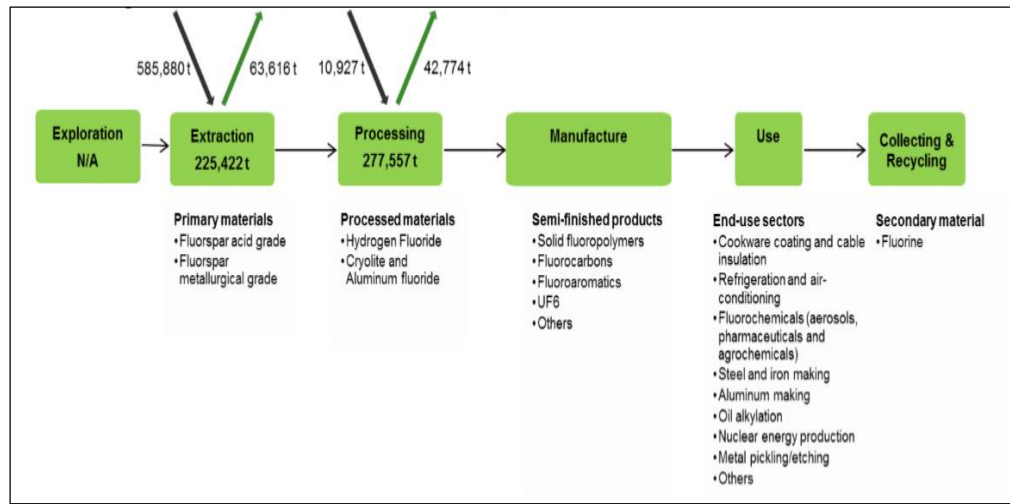 585,880 t
63,616 t
10,927 t
42,774 t
Exploration
N/A
Extraction
225,422 t
Processing
277,557 t
Manufacture
Use
Collecting &
Recycling
Primary materials
•Fluorspar acid grade
•Fluorspar
metallurgical grade
Processed materials
•Hydrogen Fluoride
•Cryolite and
Aluminum fluoride
Semi-finished products
•Solid fluoropolymers
•Fluorocarbons
•Fluoroaromatics
•UF6
•Others
End-use sectors
•Cookware coating and cable
insulation
•Refrigeration and air-
conditioning
•Fluorochemicals (aerosols,
pharmaceuticals and
agrochemicals)
•Steel and iron making
•Aluminum making
•Oil alkylation
•Nuclear energy production
•Metal pickling/etching
•Others
Secondary material
•Fluorine